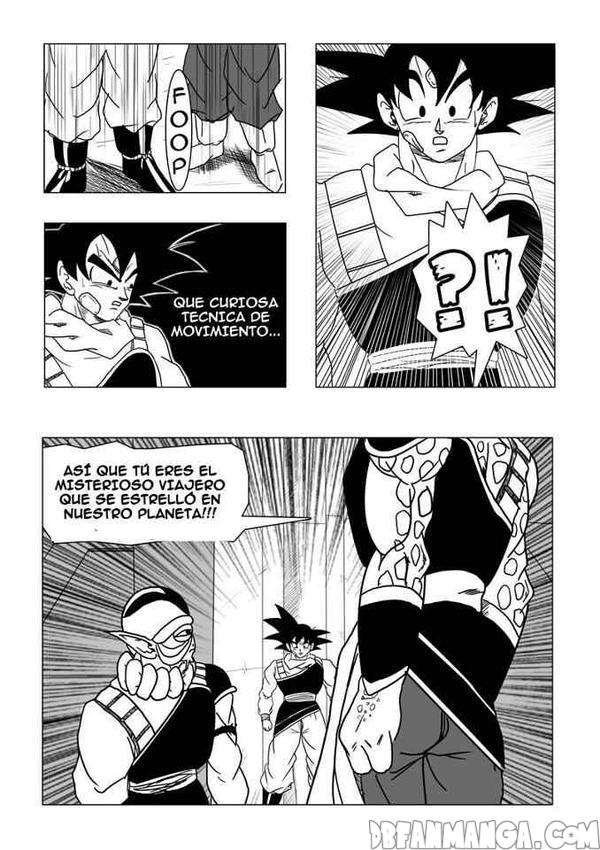 FOOP
?!
QUE CURIOSA
TECNICA DE
MOVIMIENTO...
ASÍ QUE TÚ ERES EL
MISTERIOSO VIAJERO
QUE SE ESTRELLÓ EN
NUESTRO PLANETA!!!
DBFANMANGA.COM